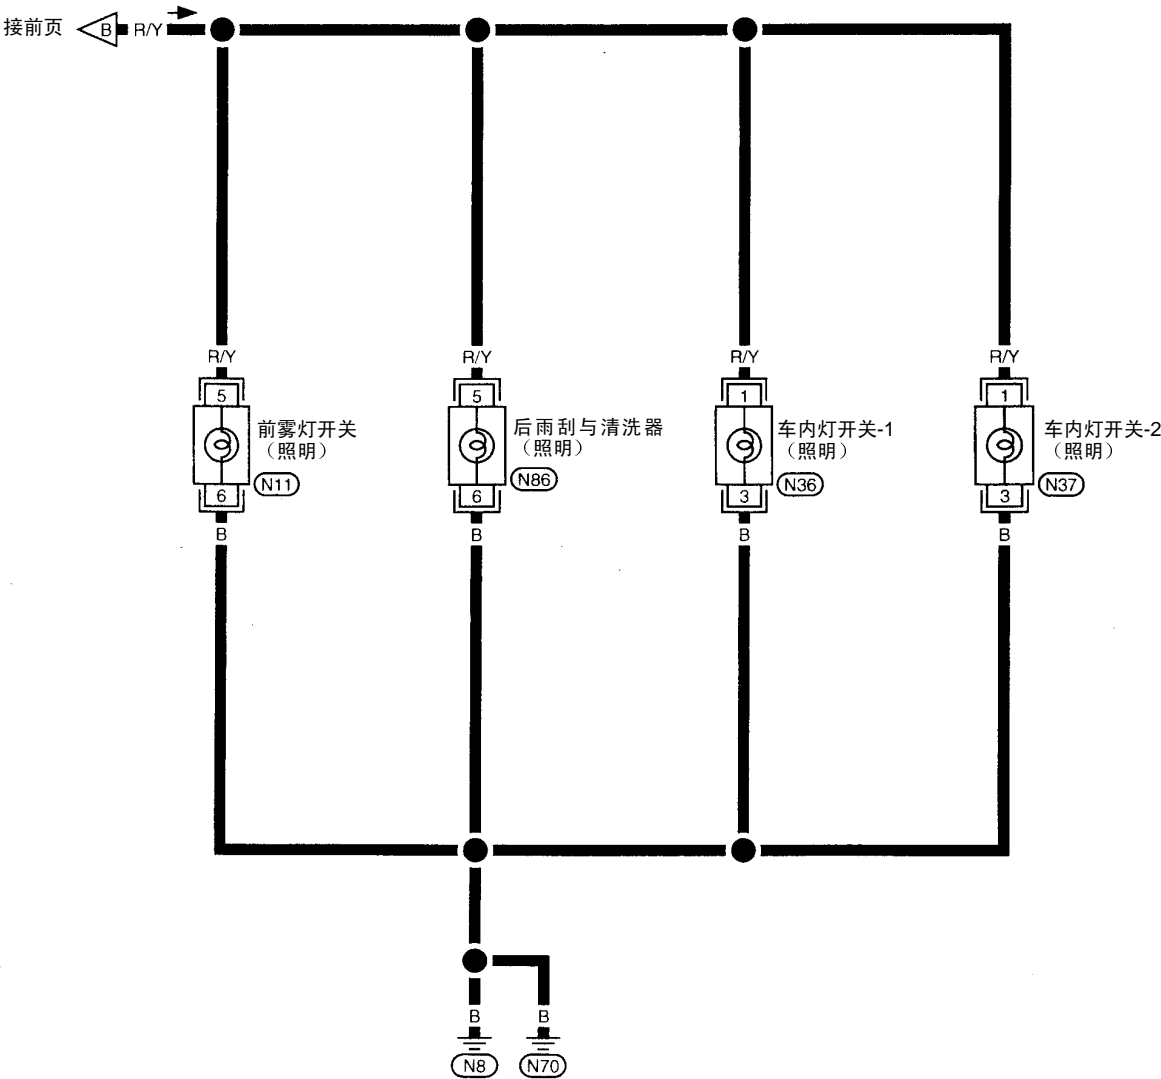 接前页 B R/Y
R/Y R/Y R/Y R/Y
5 5 1 1
前雾灯开关
（照明）
N11
后雨刮与清洗器
（照明）
N86
车内灯开关-1
（照明）
N36
车内灯开关-2
（照明）
N37
6 6 3 3
B B B B
B B
N8 N70